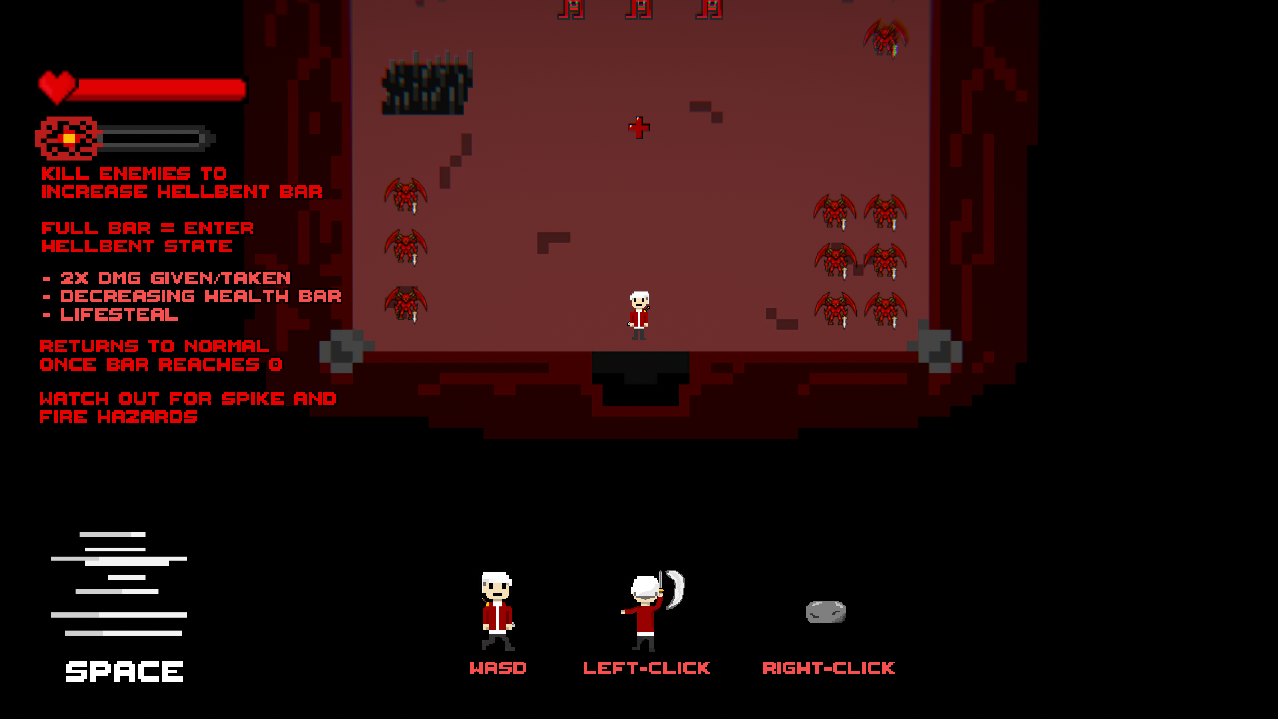 KILL ENEMIES TO
INCREASE HELLBENT BAR
FULL BAR = ENTER
HELLBENT STATE
- 2X DMG GIVEN/TAKEN
- DECREASING HEALTH BAR
- LIFESTEAL
RETURNS TO NORMAL
ONCE BAR REACHES 0
WATCH OUT FOR SPIKE AND
FIRE HAZARDS
SPACE
WASD
LEFT-CLICK
RIGHT-CLICK